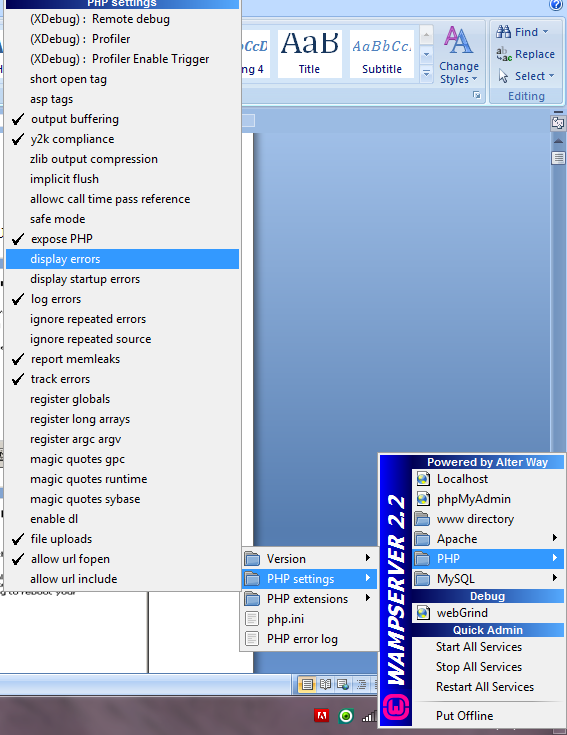 PHP settings
(XDebug) : Remote debug
(XDebug) : Profiler
(XDebug) : Profiler Enable Trigger
short open tag
asp tags
output buffering
y2k compliance
zlib output compression
implicit flush
allowc call time pass reference
safe mode
expose PHP
display errors
display startup errors
log errors
ignore repeated errors
ignore repeated source
report memleaks
track errors
register globals
register long arrays
register argc argv
magic quotes gpc
magic quotes runtime
magic quotes sybase
enable dl
file uploads
allow url fopen
allow url include
g to reboot your
AaBbCcD
AaB
AaBbCc.
ng 4
Title
Subtitle
Change
Styles
Find
Replace
Select
Editing
Version
PHP settings
PHP extensions
php.ini
PHP error log
WAMPSERVER 2.2
Powered by Alter Way
Localhost
phpMyAdmin
www directory
Apache
PHP
MySQL
Debug
webGrind
Quick Admin
Start All Services
Stop All Services
Restart All Services
Put Offline